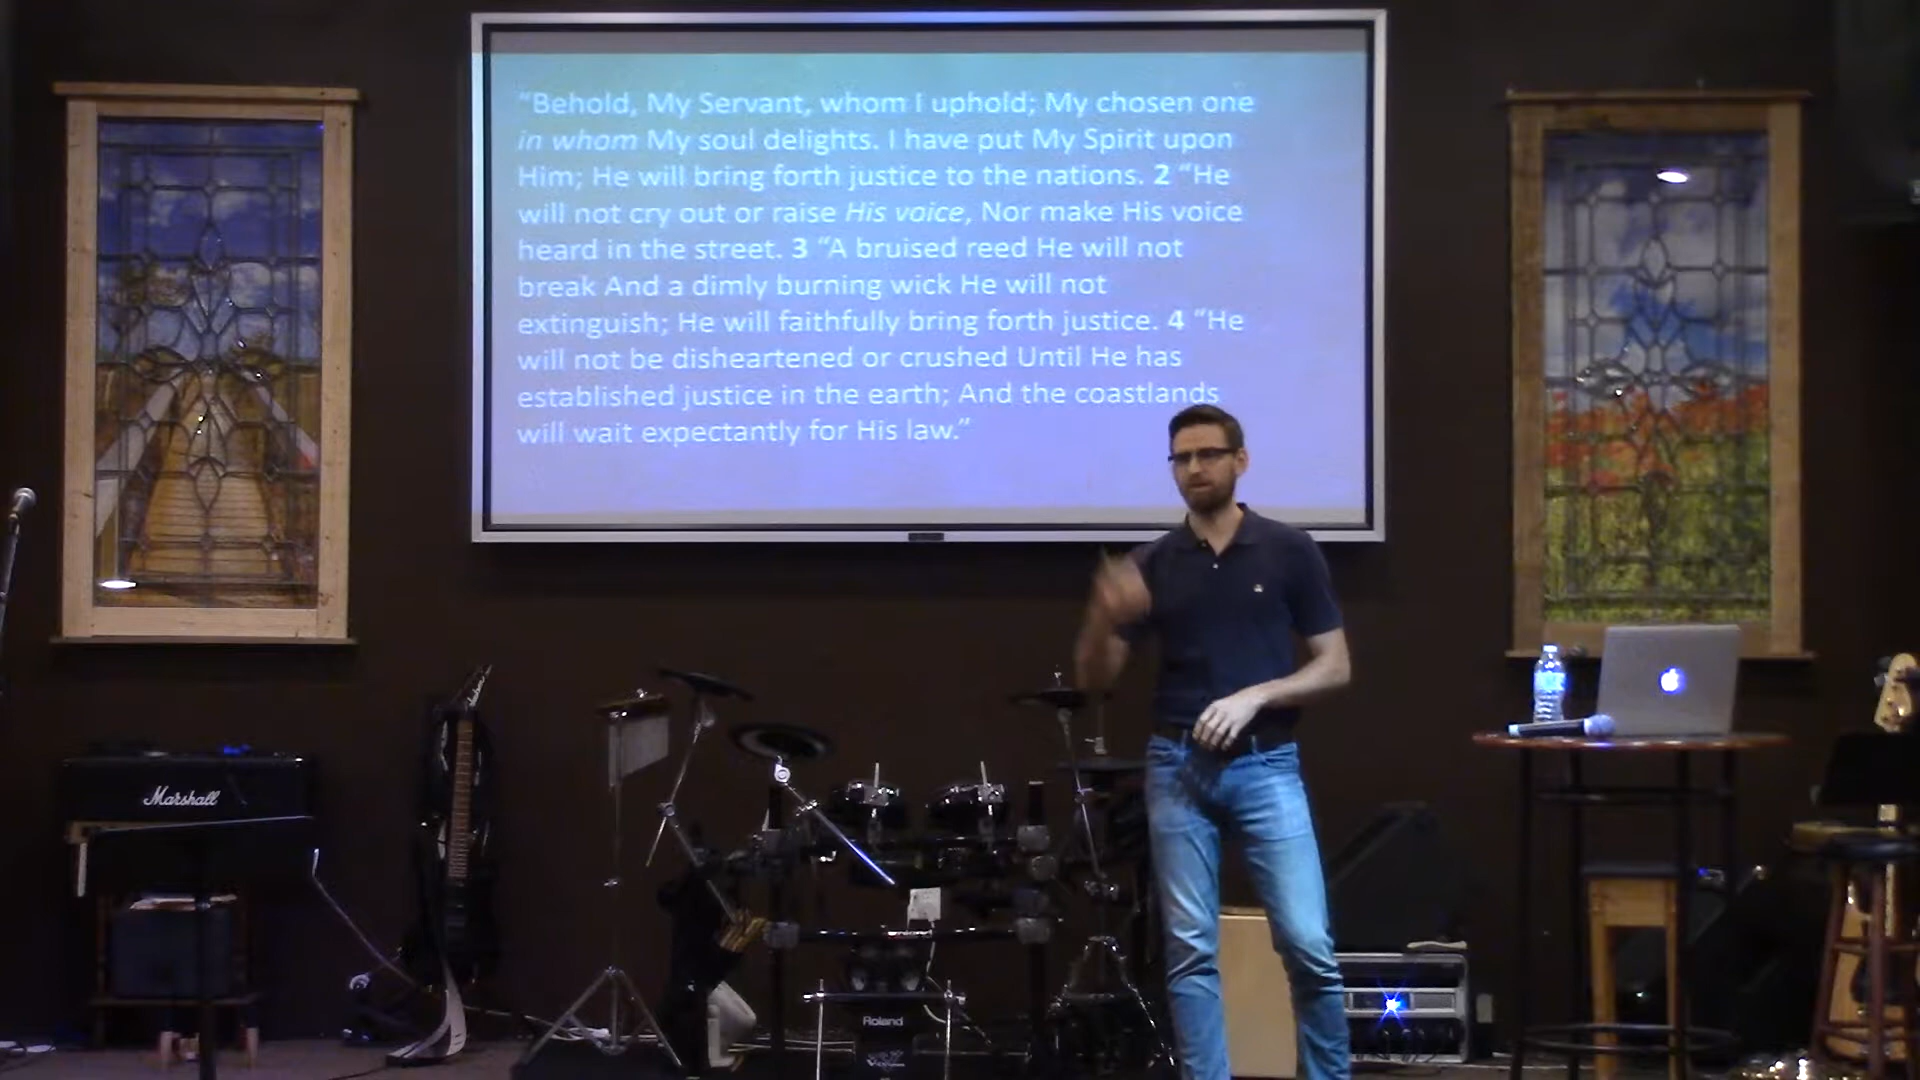 “Behold, My Servant, whom I uphold; My chosen one
in whom My soul delights. I have put My Spirit upon
Him; He will bring forth justice to the nations. 2 “He
will not cry out or raise His voice, Nor make His voice
heard in the street. 3 “A bruised reed He will not
break And a dimly burning wick He will not
extinguish; He will faithfully bring forth justice. 4 “He
will not be disheartened or crushed Until He has
established justice in the earth; And the coastlands
will wait expectantly for His law.”
Marshall
Roland